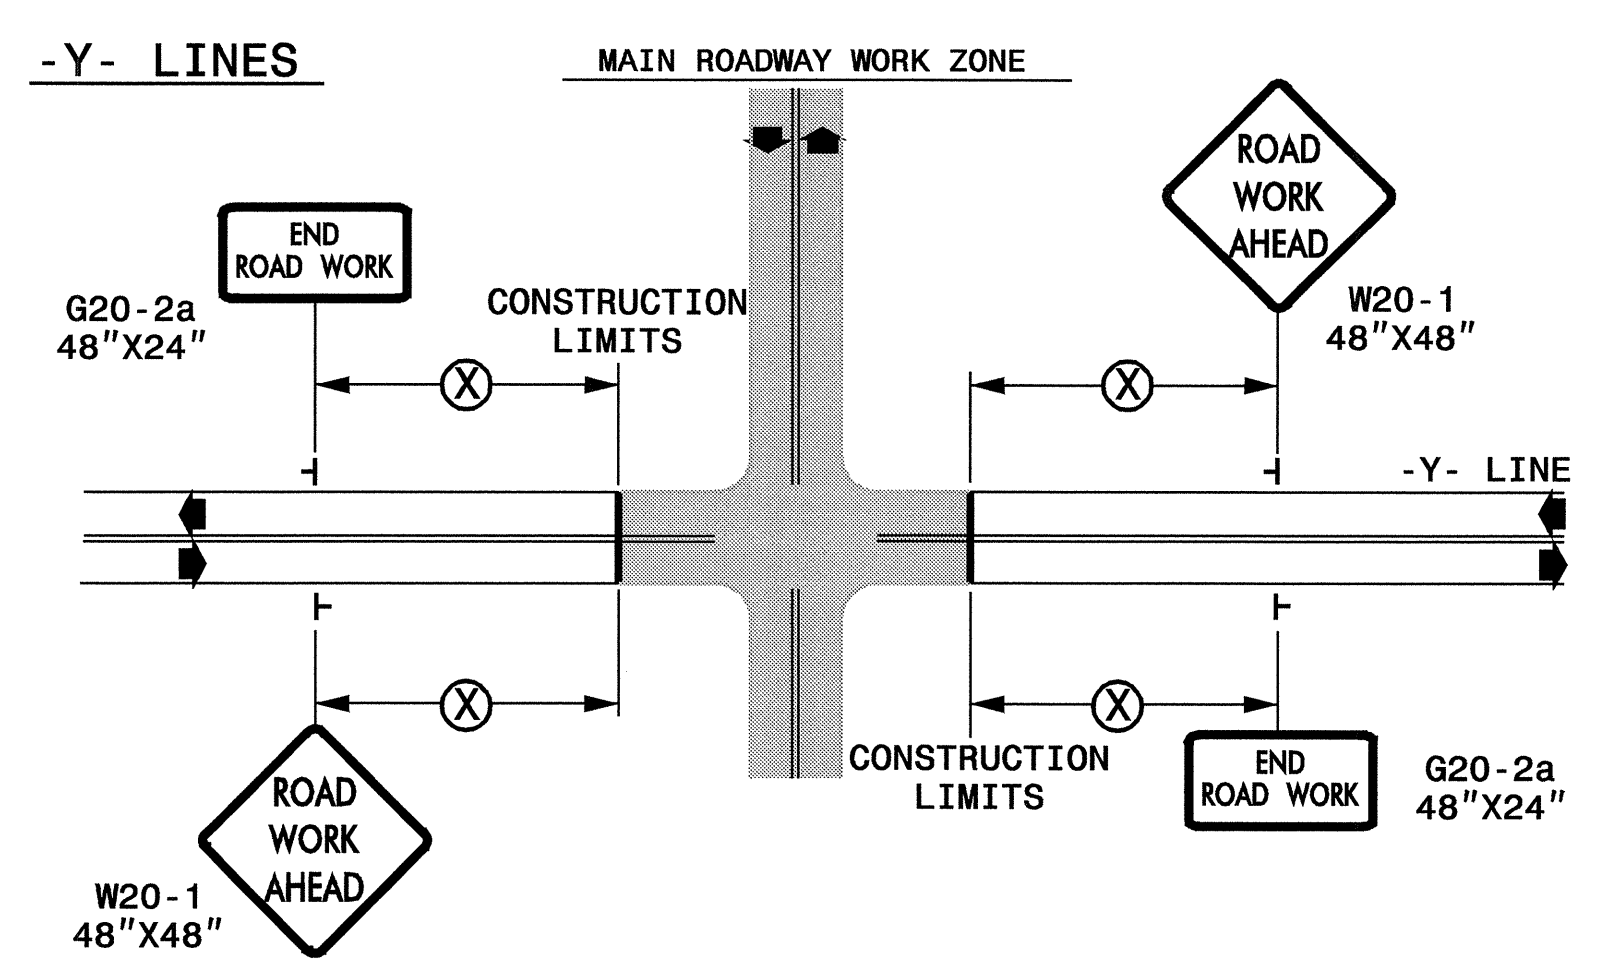 -Y- LINES
MAIN ROADWAY WORK ZONE
ROAD
WORK
AHEAD
W20-1
48"X48"
END
ROAD WORK
G20-2a
48"X24"
CONSTRUCTION
LIMITS
X
X
-Y- LINE
X
X
ROAD
WORK
AHEAD
W20-1
48"X48"
CONSTRUCTION
LIMITS
END
ROAD WORK
G20-2a
48"X24"